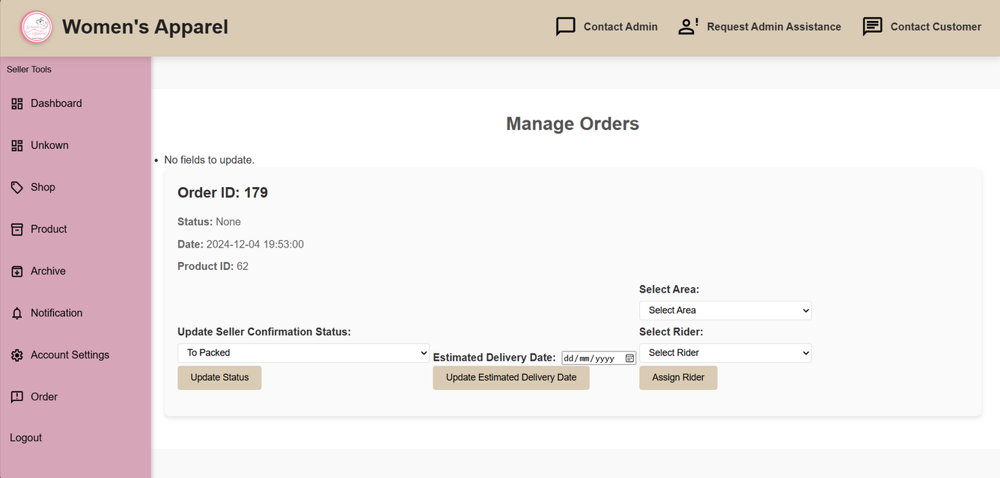 Women's Apparel
Contact Admin
Request Admin Assistance
Contact Customer
Seller Tools
Dashboard
Unkown
Shop
Product
Archive
Notification
Account Settings
Order
Logout
Manage Orders
No fields to update.
Order ID: 179
Status: None
Date: 2024-12-04 19:53:00
Product ID: 62
Update Seller Confirmation Status:
To Packed
Update Status
Estimated Delivery Date: dd/mm/yyyy
Update Estimated Delivery Date
Select Area:
Select Area
Select Rider:
Select Rider
Assign Rider